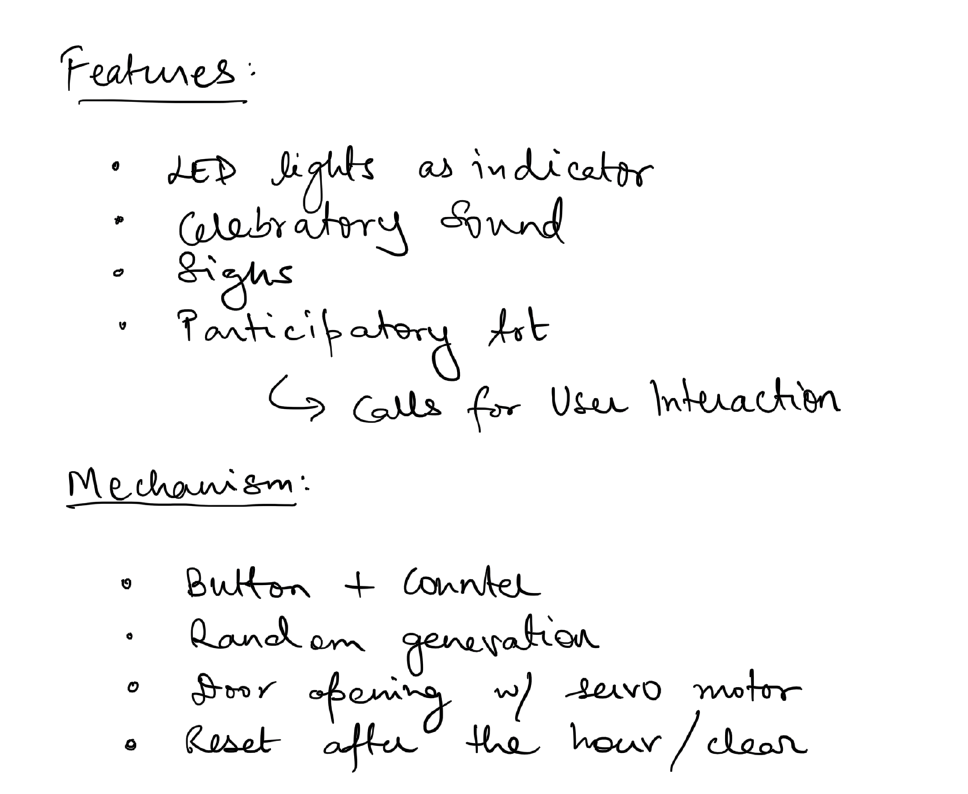 Features:
• LED lights as indicator
• Celebratory Sound
• Signs
• Participatory Art
↳ Calls for User Interaction
Mechanism:
• Button + Counter
• Random generation
• Door opening w/ servo motor
• Reset after the hour / clear